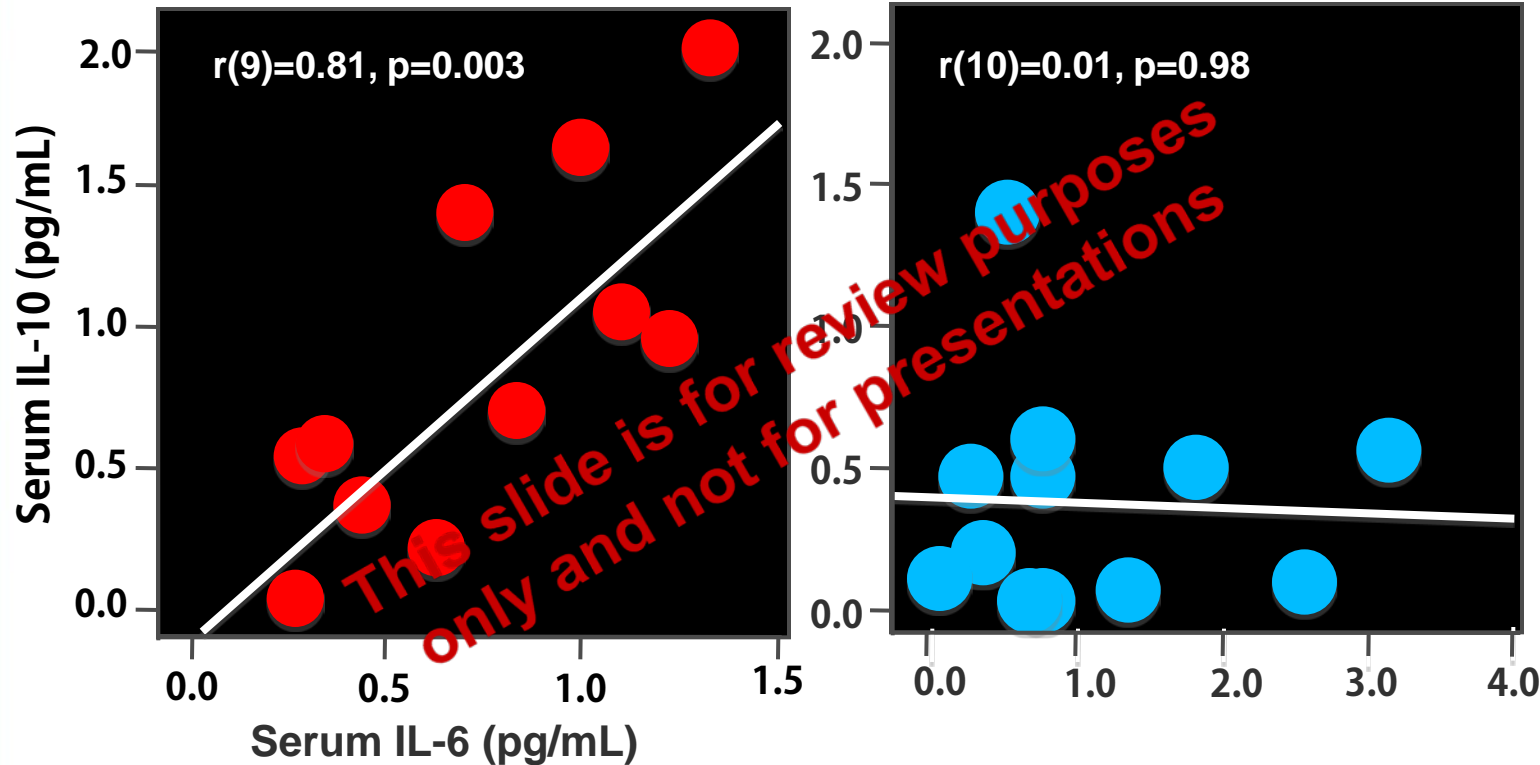 r(9)=0.81, p=0.003
2.0
1.5
1.0
0.5
0.0
Serum IL-10 (pg/mL)
0.0 0.5 1.0 1.5
Serum IL-6 (pg/mL)
r(10)=0.01, p=0.98
2.0
1.5
1.0
0.5
0.0
0.0 1.0 2.0 3.0 4.0
This slide is for review purposes
only and not for presentations